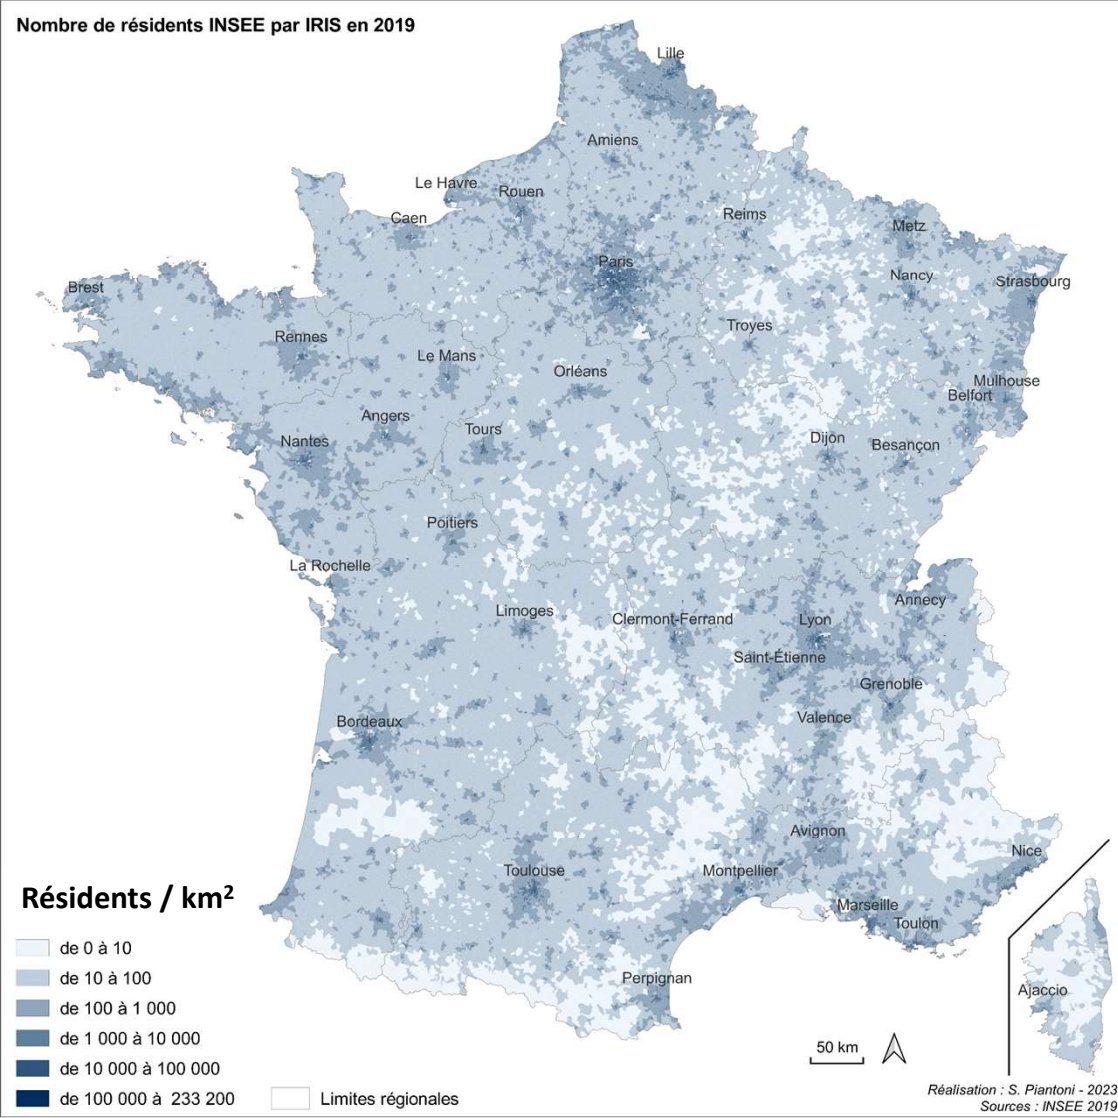 Nombre de résidents INSEE par IRIS en 2019
Lille
Amiens
Le Havre
Rouen
Caen
Reims
Metz
Paris
Nancy
Strasbourg
Brest
Troyes
Rennes
Le Mans
Orléans
Mulhouse
Belfort
Angers
Tours
Nantes
Dijon
Besançon
Poitiers
La Rochelle
Annecy
Limoges
Clermont-Ferrand
Lyon
Saint-Étienne
Grenoble
Bordeaux
Valence
Avignon
Nice
Toulouse
Montpellier
Marseille
Toulon
Perpignan
Ajaccio
Résidents / km²
de 0 à 10
de 10 à 100
de 100 à 1 000
de 1 000 à 10 000
de 10 000 à 100 000
de 100 000 à 233 200
Limites régionales
50 km
Réalisation : S. Piantoni - 2023
Sources : INSEE 2019